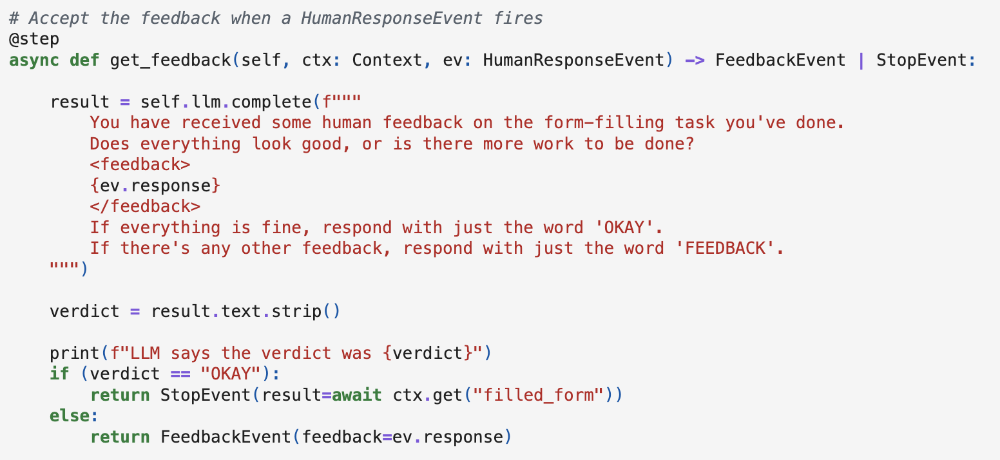 # Accept the feedback when a HumanResponseEvent fires
@step
async def get_feedback(self, ctx: Context, ev: HumanResponseEvent) -> FeedbackEvent | StopEvent:

    result = self.llm.complete(f"""
        You have received some human feedback on the form-filling task you've done.
        Does everything look good, or is there more work to be done?
        <feedback>
        {ev.response}
        </feedback>
        If everything is fine, respond with just the word 'OKAY'.
        If there's any other feedback, respond with just the word 'FEEDBACK'.
    """)

    verdict = result.text.strip()

    print(f"LLM says the verdict was {verdict}")
    if (verdict == "OKAY"):
        return StopEvent(result=await ctx.get("filled_form"))
    else:
        return FeedbackEvent(feedback=ev.response)